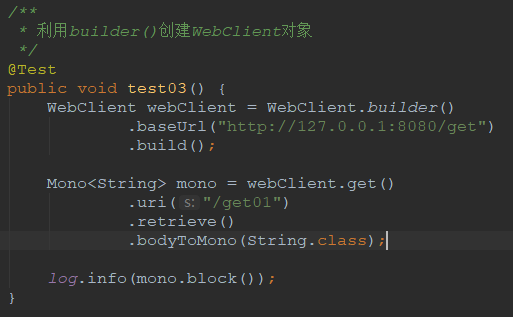 /**
 * 利用builder()创建WebClient对象
 */
@Test
public void test03() {
    WebClient webClient = WebClient.builder()
            .baseUrl("http://127.0.0.1:8080/get")
            .build();

    Mono<String> mono = webClient.get()
            .uri( s: "/get01")
            .retrieve()
            .bodyToMono(String.class);

    log.info(mono.block());
}